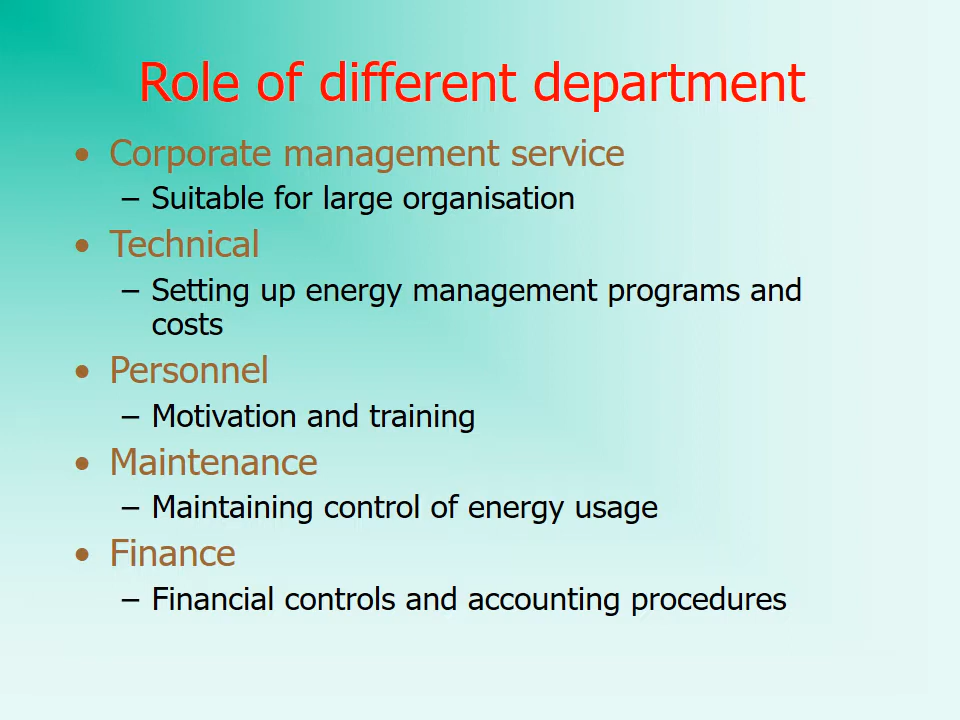 Role of different department
• Corporate management service
– Suitable for large organisation
• Technical
– Setting up energy management programs and
costs
• Personnel
– Motivation and training
• Maintenance
– Maintaining control of energy usage
• Finance
– Financial controls and accounting procedures